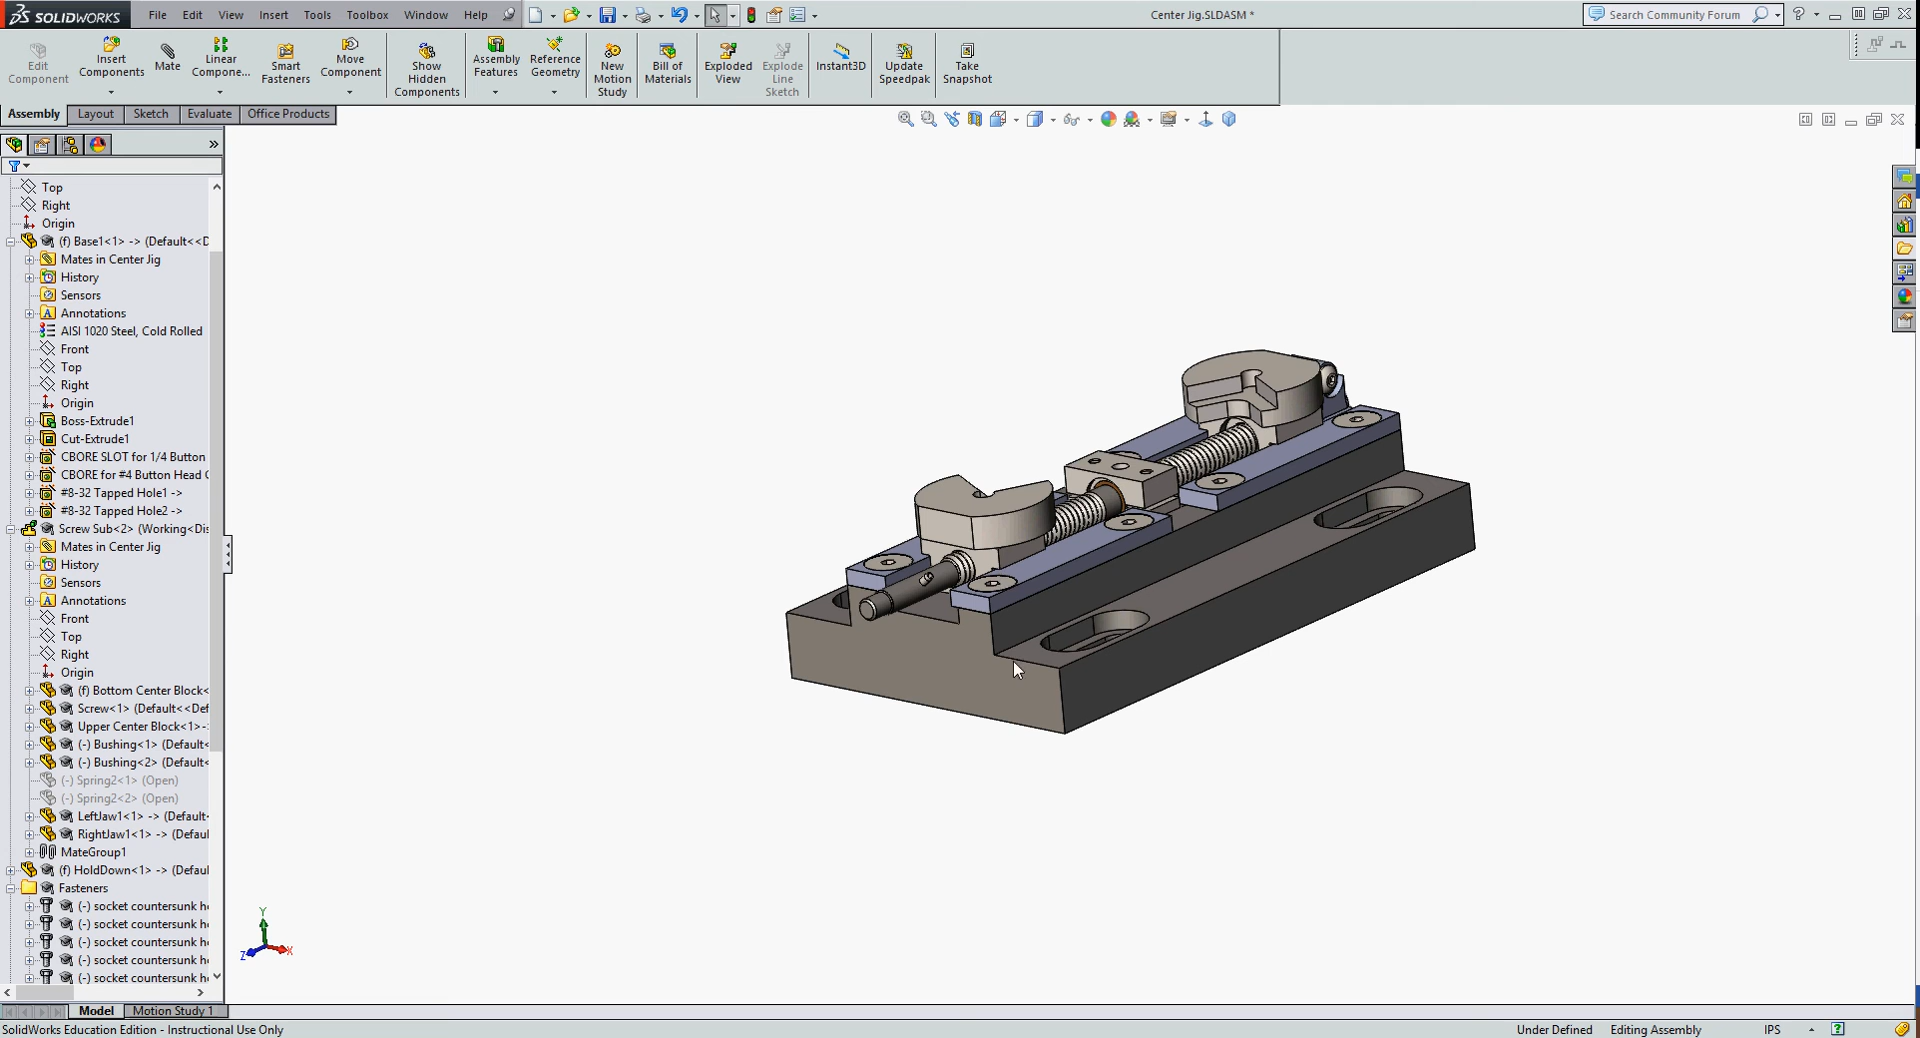 SOLIDWORKS File Edit View Insert Tools Toolbox Window Help Center Jig.SLDASM * Search Community Forum
Edit Component
Insert Components
Mate
Linear Compone...
Smart Fasteners
Move Component
Show Hidden Components
Assembly Features
Reference Geometry
New Motion Study
Bill of Materials
Exploded View
Explode Line Sketch
Instant3D
Update Speedpak
Take Snapshot
Assembly Layout Sketch Evaluate Office Products
Top
Right
Origin
(f) Base1<1> -> (Default<<D
Mates in Center Jig
History
Sensors
Annotations
AISI 1020 Steel, Cold Rolled
Front
Top
Right
Origin
Boss-Extrude1
Cut-Extrude1
CBORE SLOT for 1/4 Button
CBORE for #4 Button Head C
#8-32 Tapped Hole1 ->
#8-32 Tapped Hole2 ->
Screw Sub<2> (Working<Dis
Mates in Center Jig
History
Sensors
Annotations
Front
Top
Right
Origin
(f) Bottom Center Block<
Screw<1> (Default<<Def
Upper Center Block<1>-
(-) Bushing<1> (Default<
(-) Bushing<2> (Default<
(-) Spring2<1> (Open)
(-) Spring2<2> (Open)
LeftJaw1<1> -> (Default<
RightJaw1<1> -> (Defaul
MateGroup1
(f) HoldDown<1> -> (Defaul
Fasteners
(-) socket countersunk he
(-) socket countersunk he
(-) socket countersunk he
(-) socket countersunk he
(-) socket countersunk he
Y
Z X
Model Motion Study 1
SolidWorks Education Edition - Instructional Use Only Under Defined Editing Assembly IPS